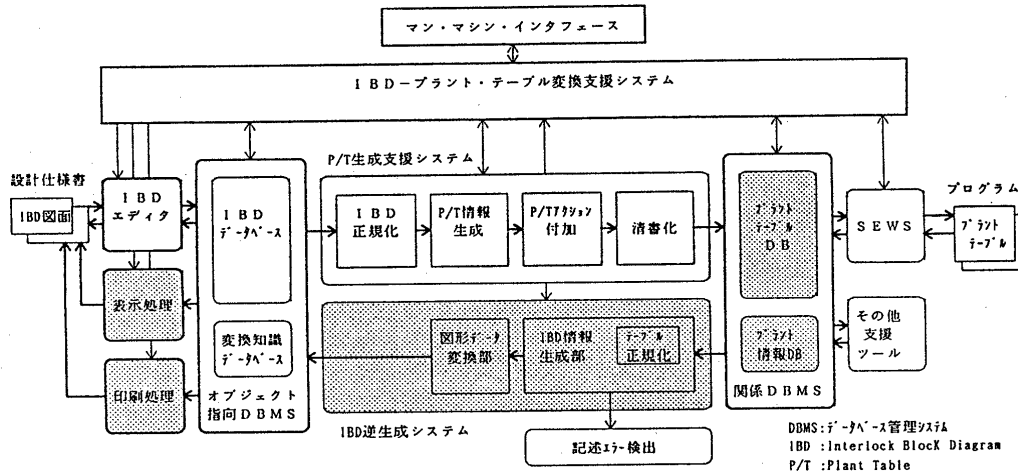 マン・マシン・インタフェース
IBD－プラント・テーブル変換支援システム
P/T生成支援システム
設計仕様書
IBD図面
IBD
エディタ
表示処理
印刷処理
IBD
データベース
変換知識
データベース
オブジェクト
指向DBMS
IBD
正規化
P/T情報
生成
P/Tアクション
付加
清書化
図形データ
変換部
IBD情報
生成部
テーブル
正規化
IBD逆生成システム
記述エラー検出
プラント
テーブル
DB
プラント
情報DB
関係DBMS
SEWS
その他
支援
ツール
プログラム
プラント
テーブル
DBMS:データベース管理システム
IBD :Interlock BlocK Diagram
P/T :Plant Table